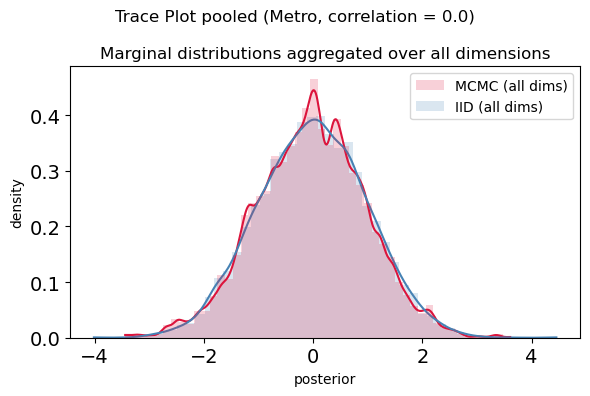 Trace Plot pooled (Metro, correlation = 0.0)
Marginal distributions aggregated over all dimensions
MCMC (all dims)
IID (all dims)
density
0.4
0.3
0.2
0.1
0.0
−4
−2
0
2
4
posterior